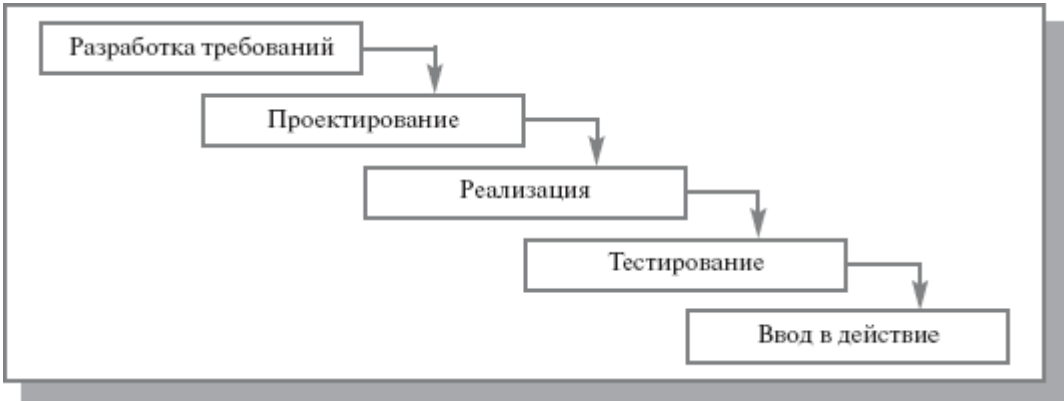 Разработка требований
Проектирование
Реализация
Тестирование
Ввод в действие